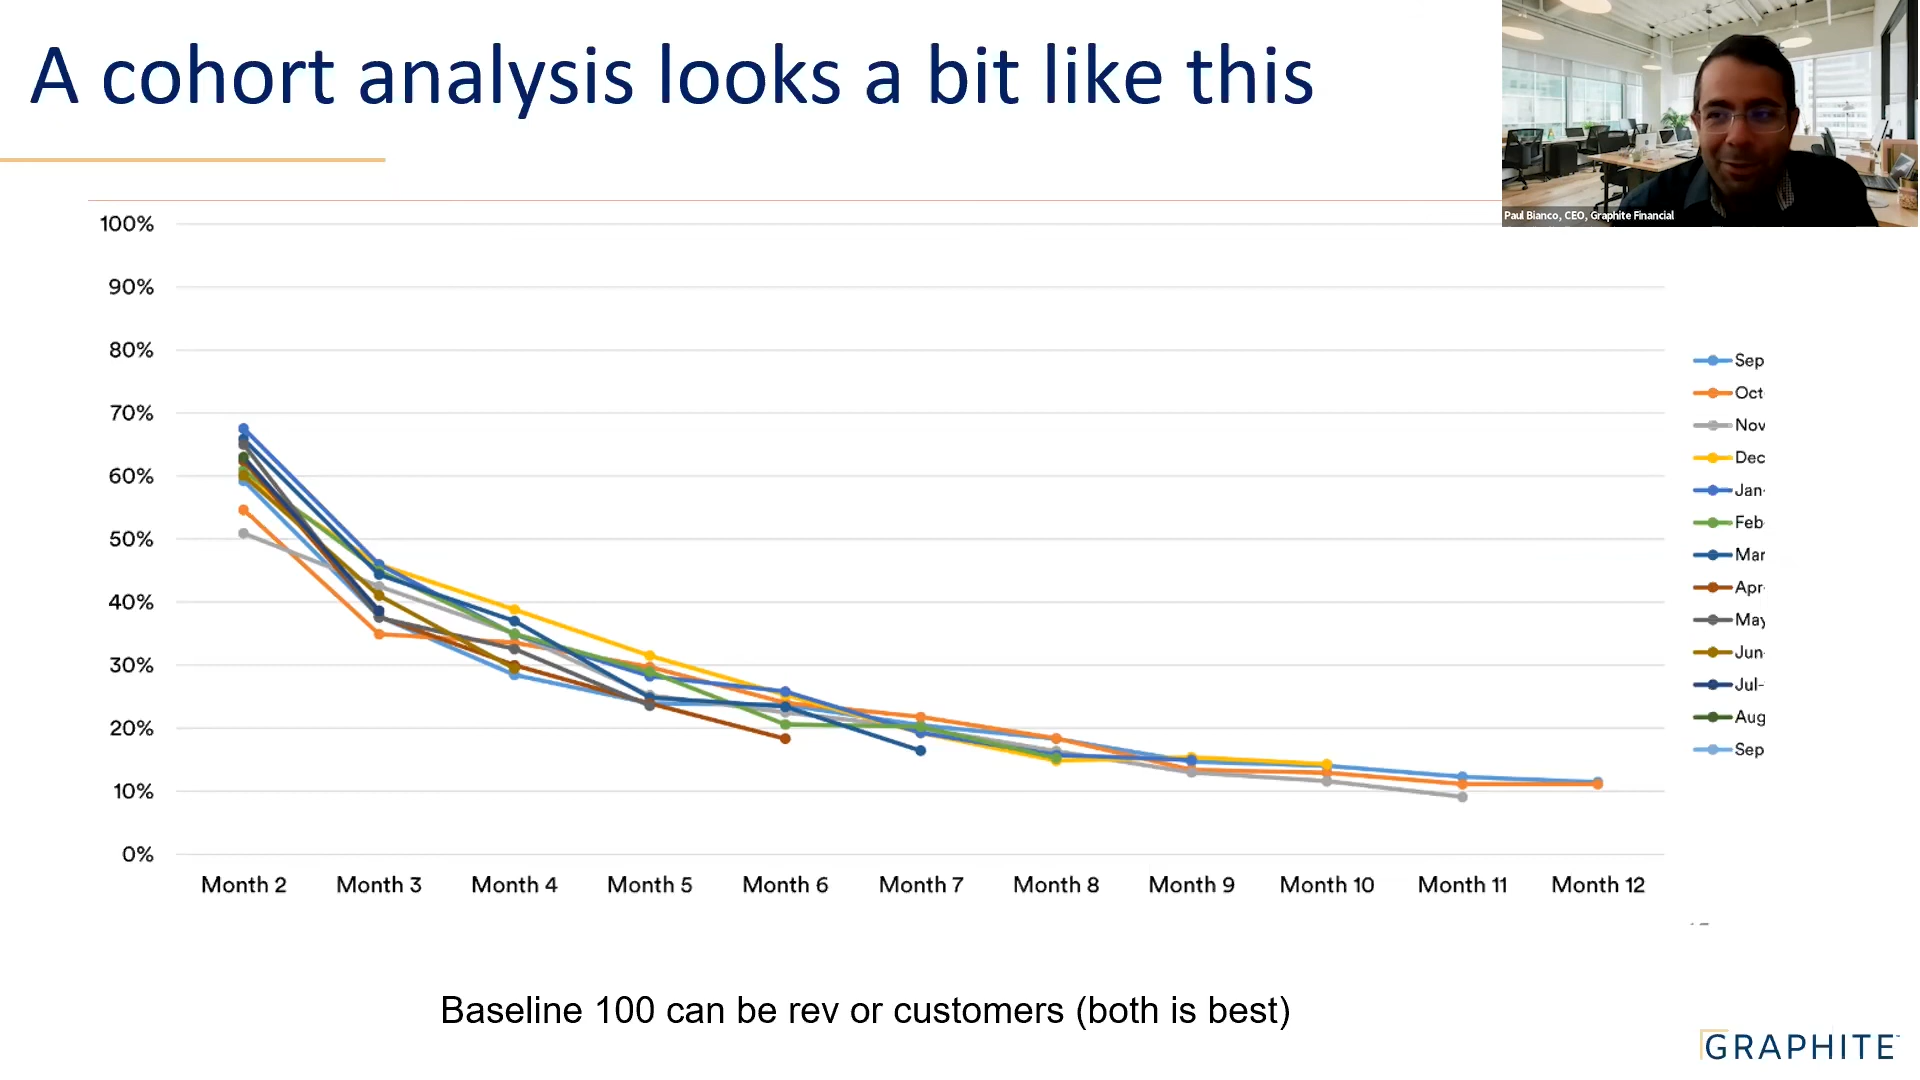 A cohort analysis looks a bit like this
Paul Bianco, CEO, Graphite Financial
100%
90%
80%
70%
60%
50%
40%
30%
20%
10%
0%
Month 2 Month 3 Month 4 Month 5 Month 6 Month 7 Month 8 Month 9 Month 10 Month 11 Month 12
Sep
Oct
Nov
Dec
Jan-
Feb
Mar
Apr-
May
Jun-
Jul-
Aug
Sep
Baseline 100 can be rev or customers (both is best)
GRAPHITE